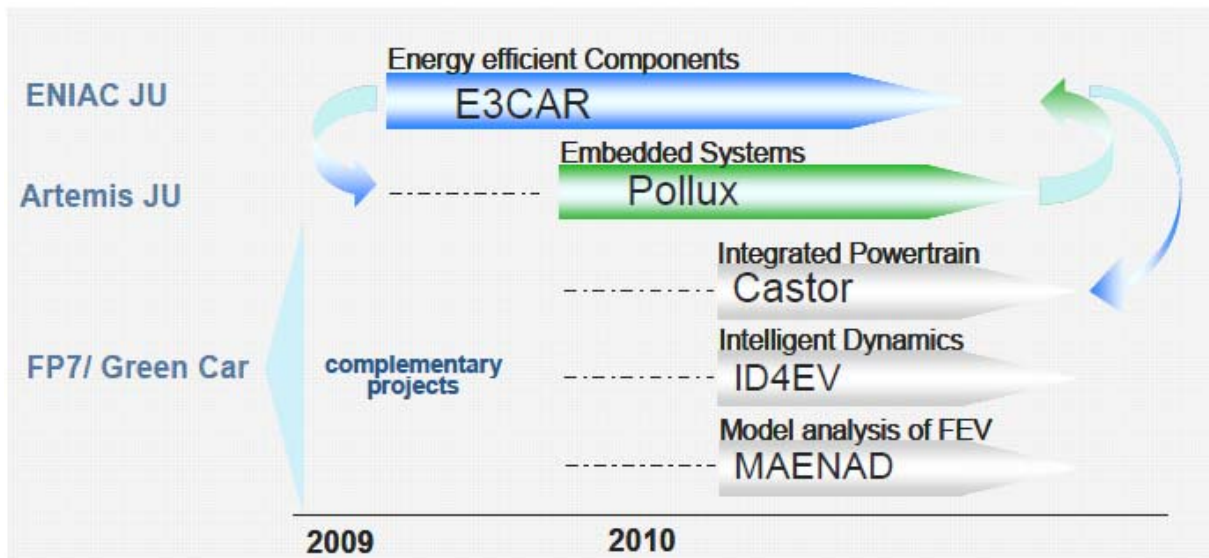 Energy efficient Components
ENIAC JU
E3CAR
Embedded Systems
Artemis JU
Pollux
Integrated Powertrain
Castor
Intelligent Dynamics
FP7/ Green Car
complementary
projects
ID4EV
Model analysis of FEV
MAENAD
2009
2010